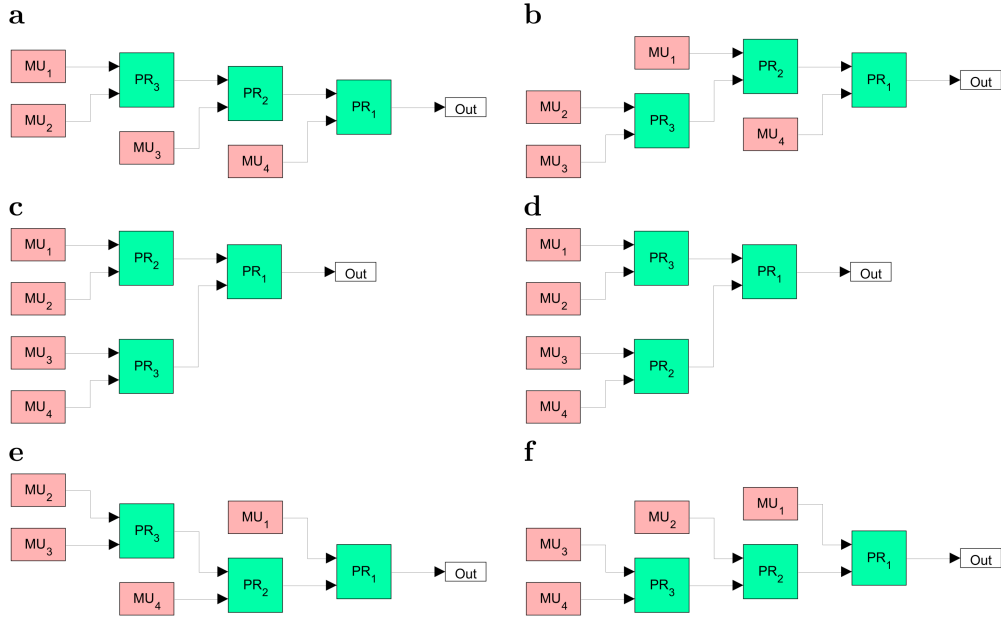 a
MU₁
MU₂
PR₃
MU₃
PR₂
MU₄
PR₁
Out
b
MU₁
MU₂
MU₃
PR₃
PR₂
MU₄
PR₁
Out
c
MU₁
MU₂
MU₃
MU₄
PR₂
PR₃
PR₁
Out
d
MU₁
MU₂
MU₃
MU₄
PR₃
PR₂
PR₁
Out
e
MU₂
MU₃
PR₃
MU₄
MU₁
PR₂
PR₁
Out
f
MU₃
MU₄
MU₂
PR₃
MU₁
PR₂
PR₁
Out